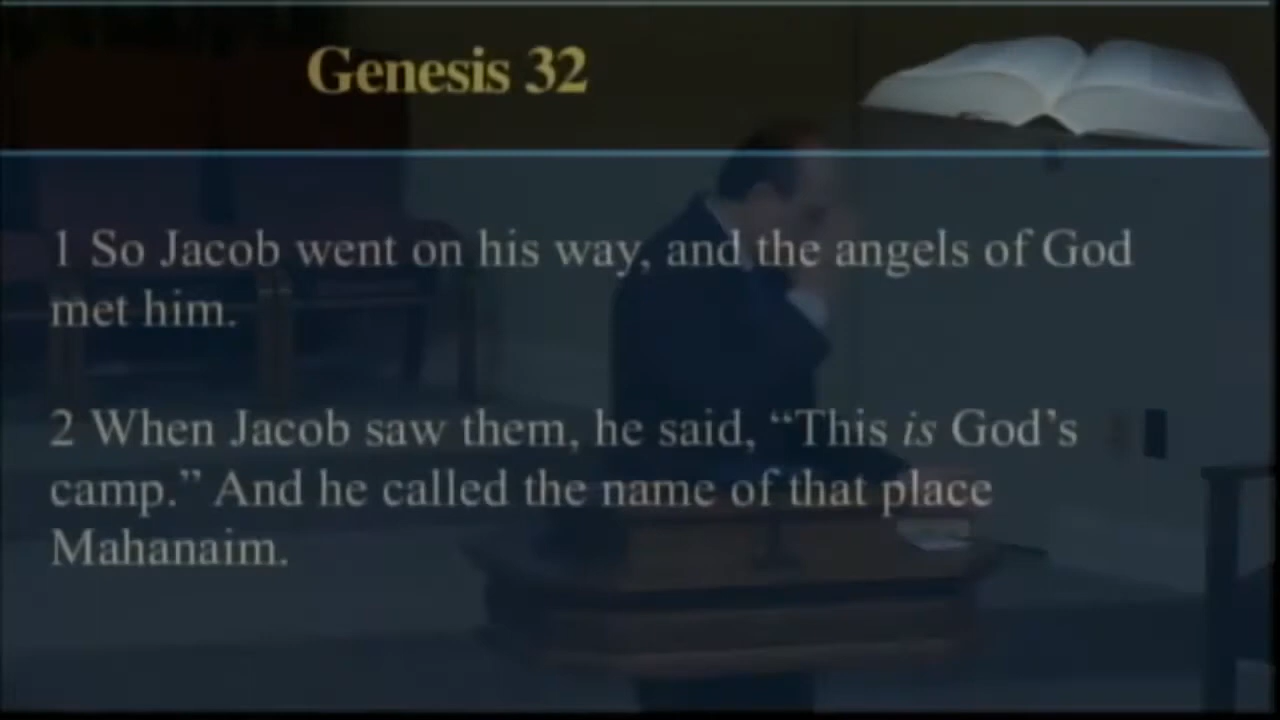 Genesis 32
1 So Jacob went on his way, and the angels of God
met him.
2 When Jacob saw them, he said, “This is God’s
camp.” And he called the name of that place
Mahanaim.